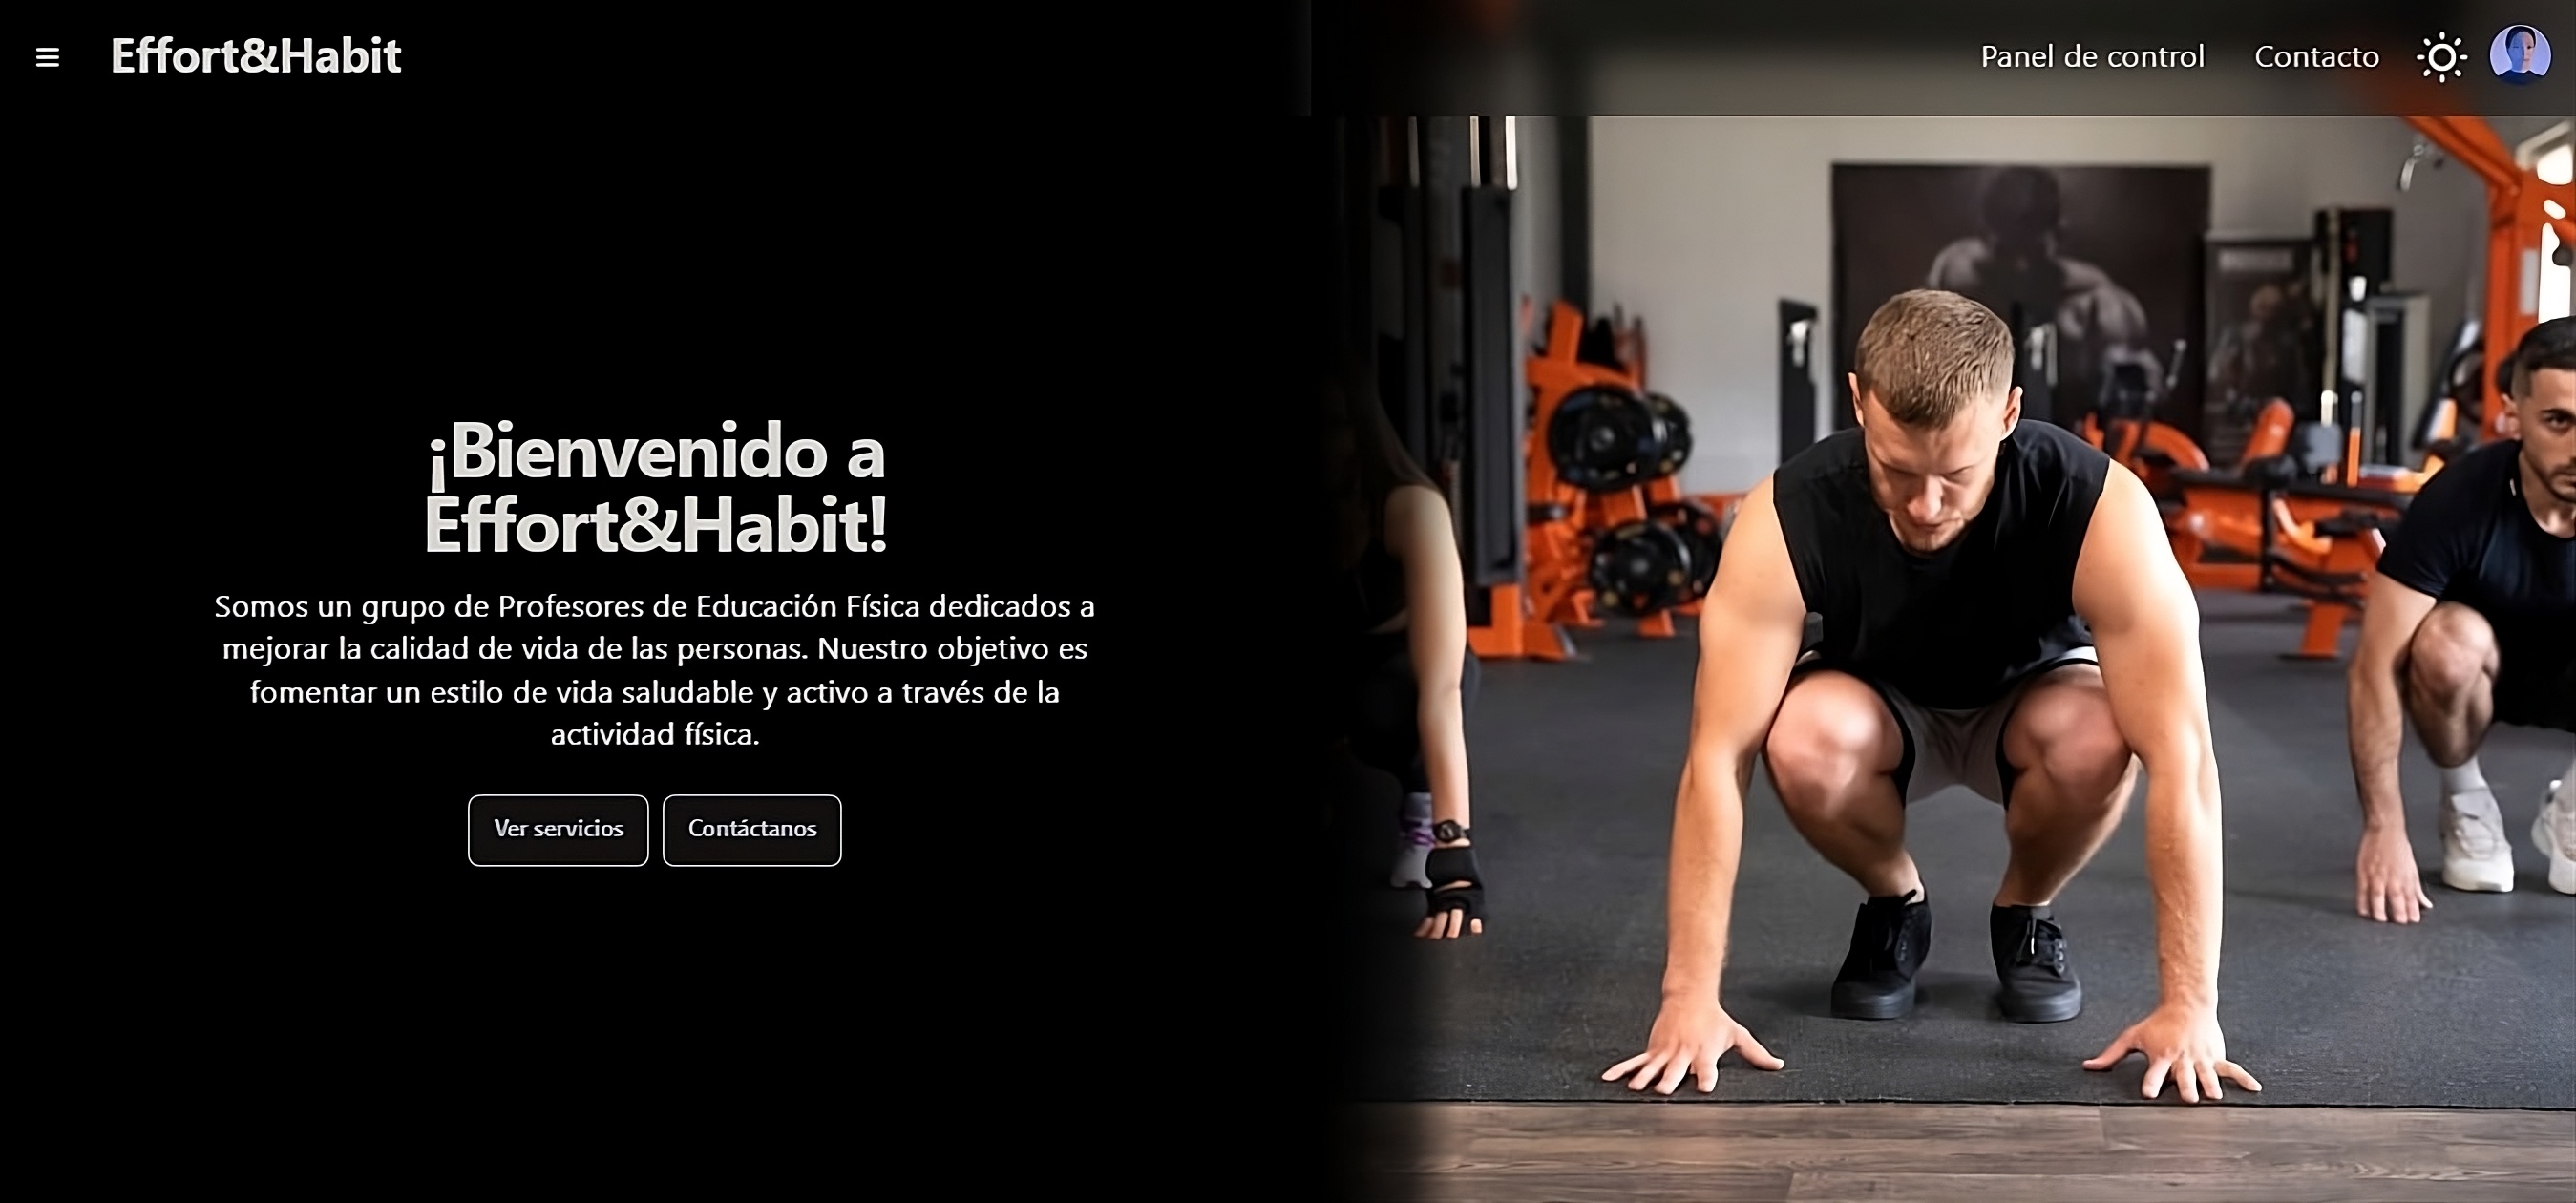 Effort&Habit
Panel de control
Contacto
¡Bienvenido a
Effort&Habit!
Somos un grupo de Profesores de Educación Física dedicados a
mejorar la calidad de vida de las personas. Nuestro objetivo es
fomentar un estilo de vida saludable y activo a través de la
actividad física.
Ver servicios
Contáctanos